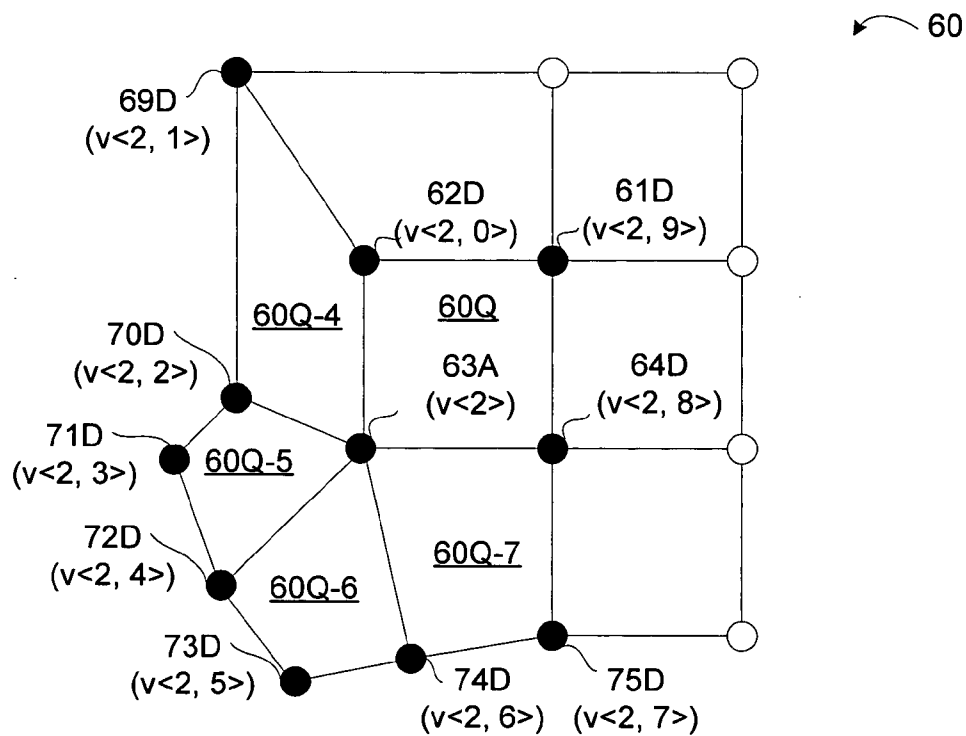 60
69D
(v<2, 1>)
62D
(v<2, 0>)
61D
(v<2, 9>)
60Q-4
60Q
70D
(v<2, 2>)
63A
(v<2>)
64D
(v<2, 8>)
71D
(v<2, 3>)
60Q-5
72D
(v<2, 4>)
60Q-7
60Q-6
73D
(v<2, 5>)
74D
(v<2, 6>)
75D
(v<2, 7>)